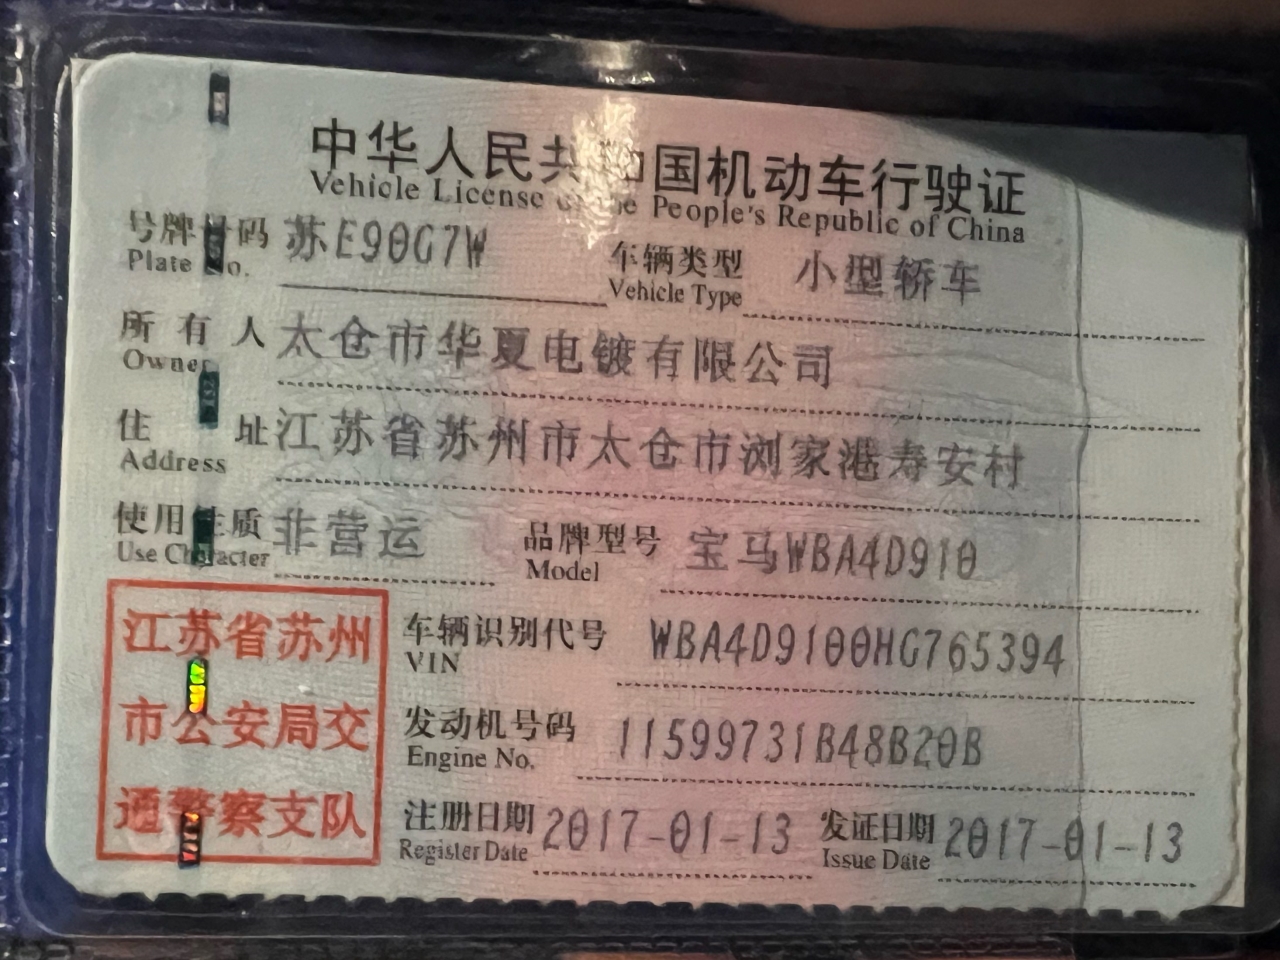 中华人民共和国机动车行驶证
Vehicle License of the People's Republic of China
号牌号码 苏E90G7W 车辆类型 小型轿车
Plate No. Vehicle Type
所有人 太仓市华夏电镀有限公司
Owner
住址 江苏省苏州市太仓市浏家港寿安村
Address
使用性质 非营运 品牌型号 宝马WBA4D910
Use Character Model
江苏省苏州
市公安局交
通警察支队
车辆识别代号 WBA4D9100HG765394
VIN
发动机号码 11599731B48B20B
Engine No.
注册日期 2017-01-13 发证日期 2017-01-13
Register Date Issue Date